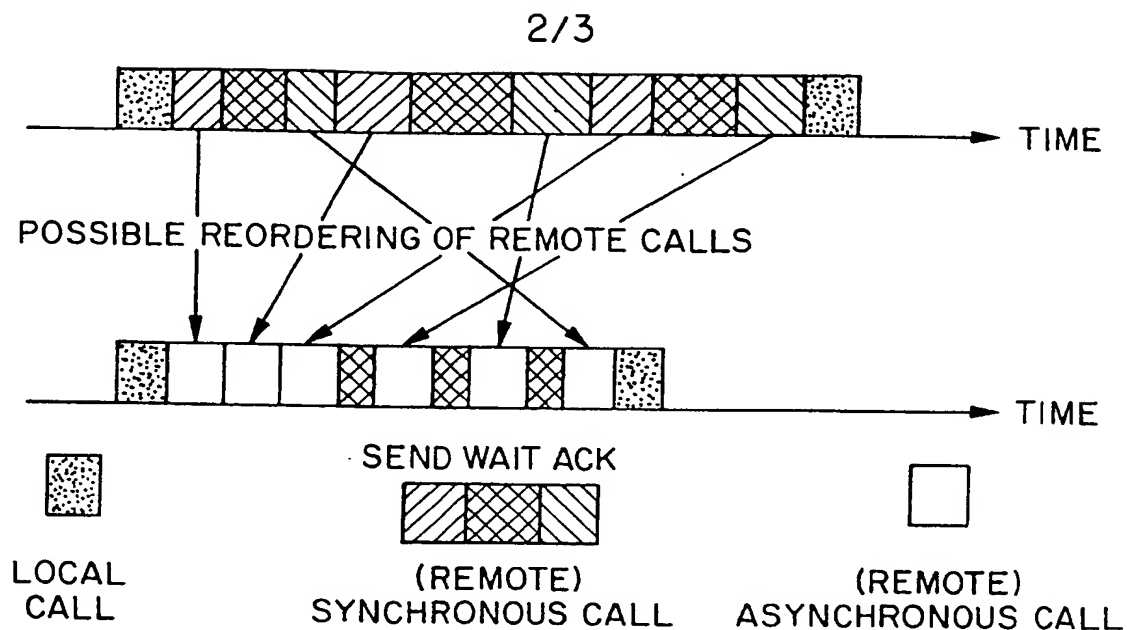 2/3
TIME
POSSIBLE REORDERING OF REMOTE CALLS
TIME
SEND WAIT ACK
LOCAL
CALL
(REMOTE)
SYNCHRONOUS CALL
(REMOTE)
ASYNCHRONOUS CALL